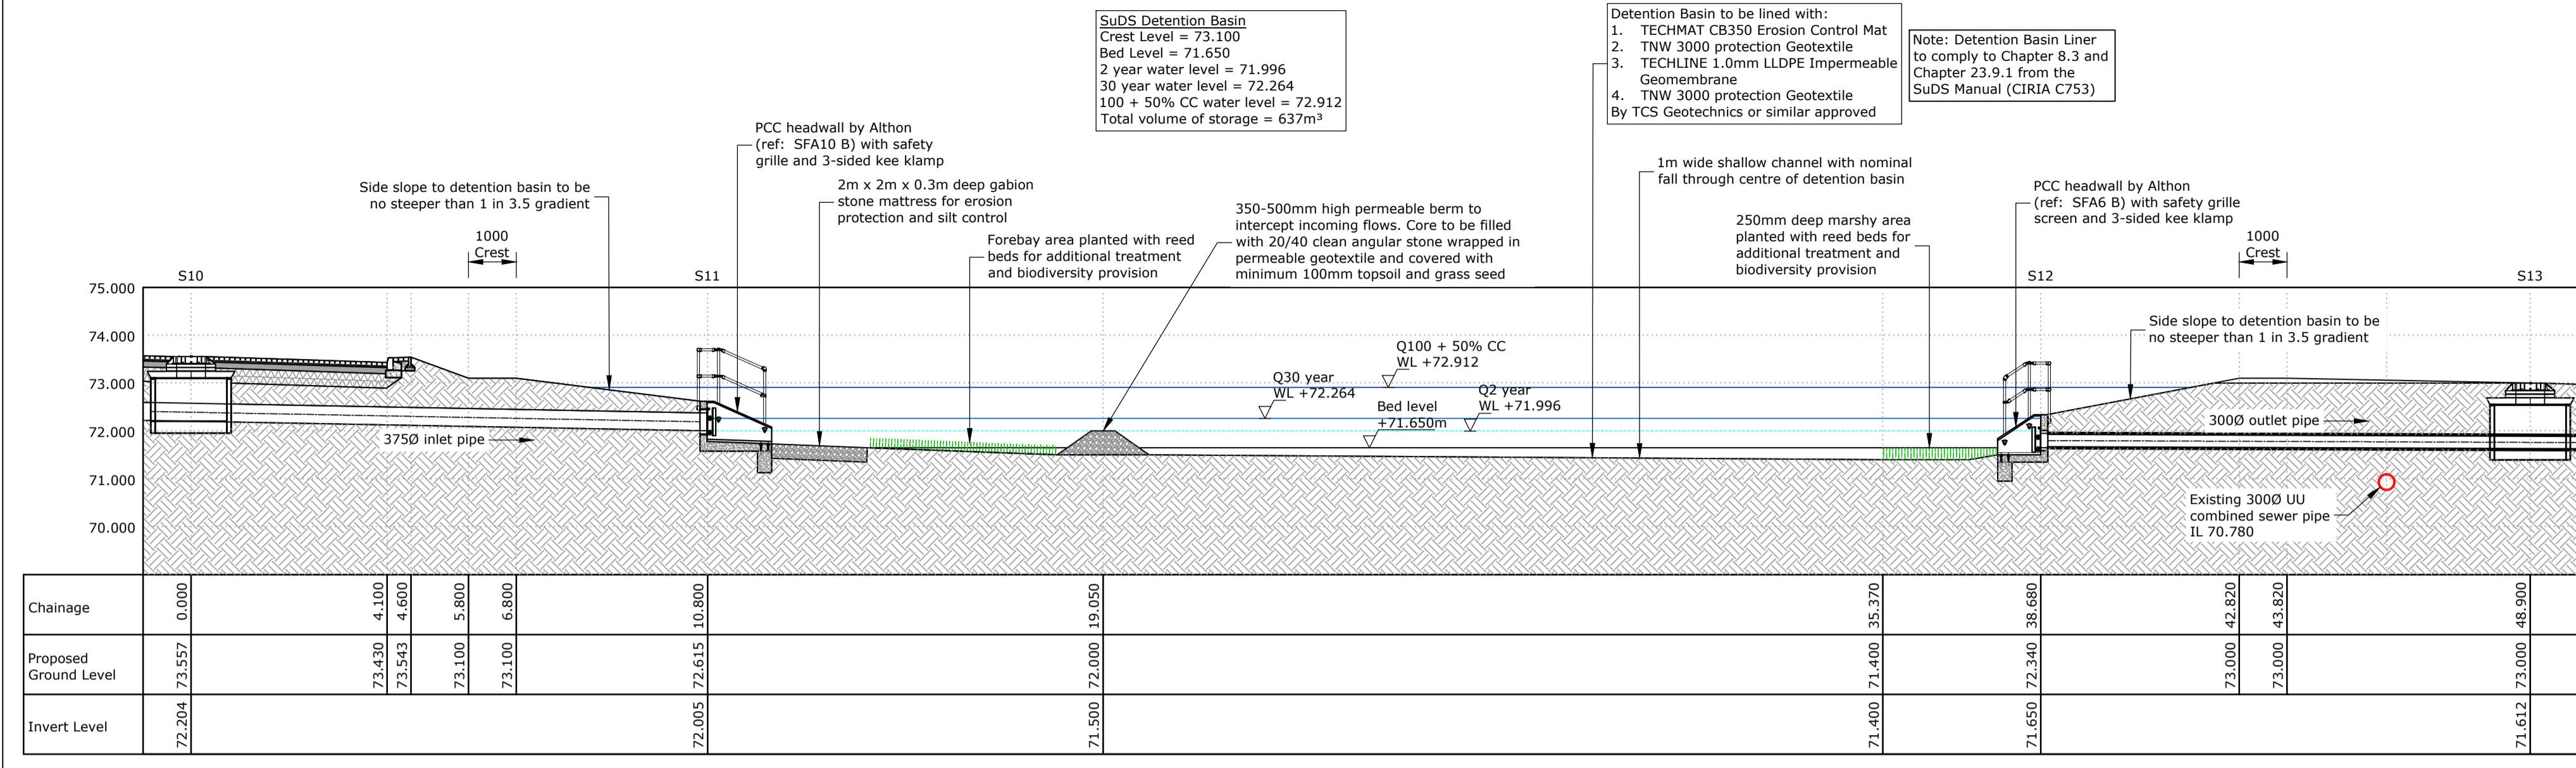 SuDS Detention Basin
Crest Level = 73.100
Bed Level = 71.650
2 year water level = 71.996
30 year water level = 72.264
100 + 50% CC water level = 72.912
Total volume of storage = 637m³
Detention Basin to be lined with:
1. TECHMAT CB350 Erosion Control Mat
2. TNW 3000 protection Geotextile
3. TECHLINE 1.0mm LLDPE Impermeable
Geomembrane
4. TNW 3000 protection Geotextile
By TCS Geotechnics or similar approved
Note: Detention Basin Liner
to comply to Chapter 8.3 and
Chapter 23.9.1 from the
SuDS Manual (CIRIA C753)
PCC headwall by Althon
(ref: SFA10 B) with safety
grille and 3-sided kee klamp
Side slope to detention basin to be
no steeper than 1 in 3.5 gradient
2m x 2m x 0.3m deep gabion
stone mattress for erosion
protection and silt control
Forebay area planted with reed
beds for additional treatment
and biodiversity provision
350-500mm high permeable berm to
intercept incoming flows. Core to be filled
with 20/40 clean angular stone wrapped in
permeable geotextile and covered with
minimum 100mm topsoil and grass seed
1m wide shallow channel with nominal
fall through centre of detention basin
250mm deep marshy area
planted with reed beds for
additional treatment and
biodiversity provision
PCC headwall by Althon
(ref: SFA6 B) with safety grille
screen and 3-sided kee klamp
1000
Crest
1000
Crest
S10
S11
S12
S13
75.000
74.000
73.000
72.000
71.000
70.000
Side slope to detention basin to be
no steeper than 1 in 3.5 gradient
Q100 + 50% CC
WL +72.912
Q30 year
WL +72.264
Q2 year
WL +71.996
Bed level
+71.650m
375Ø inlet pipe
300Ø outlet pipe
Existing 300Ø UU
combined sewer pipe
IL 70.780
Chainage
0.000
4.100
4.600
5.800
6.800
10.800
19.050
35.370
38.680
42.820
43.820
48.900
Proposed
Ground Level
73.557
73.430
73.543
73.100
73.100
72.615
72.000
71.400
72.340
73.000
73.000
73.000
Invert Level
72.204
72.005
71.500
71.400
71.650
71.612